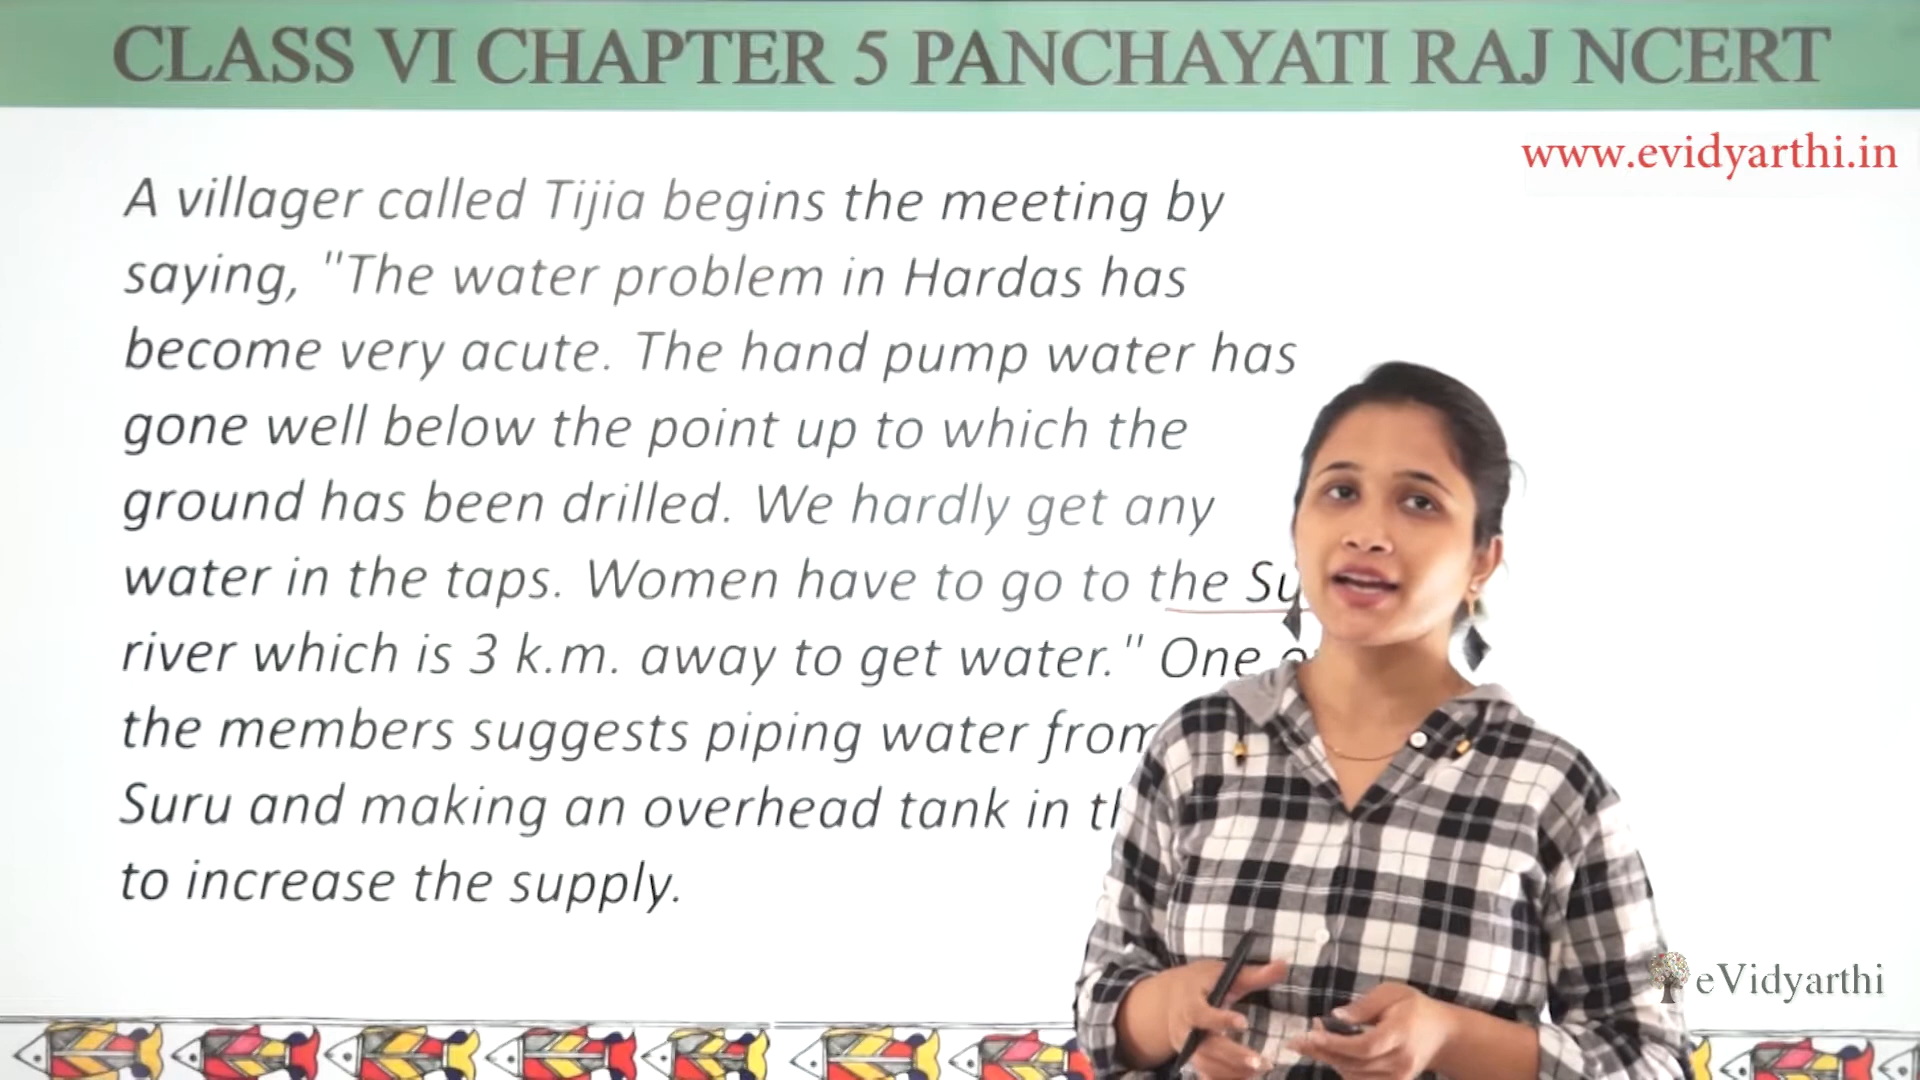 CLASS VI CHAPTER 5 PANCHAYATI RAJ NCERT
www.evidyarthi.in
A villager called Tijia begins the meeting by
saying, "The water problem in Hardas has
become very acute. The hand pump water has
gone well below the point up to which the
ground has been drilled. We hardly get any
water in the taps. Women have to go to the
river which is 3 k.m. away to get water." One
the members suggests piping water from
Suru and making an overhead tank in
to increase the supply.
eVidyarthi